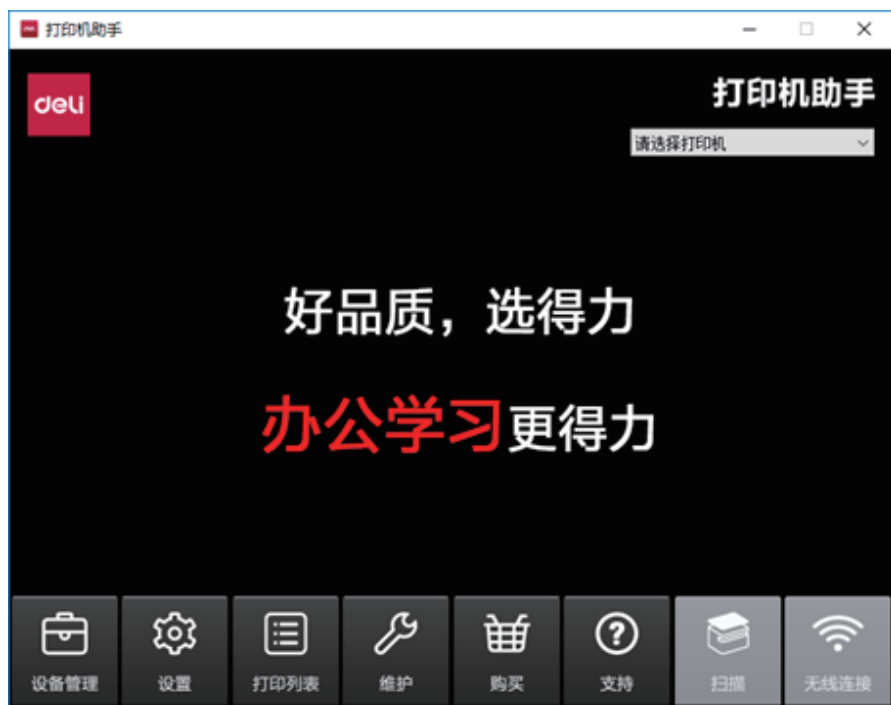 打印机助手
deli
打印机助手
请选择打印机
好品质，选得力
办公学习更得力
设备管理
设置
打印列表
维护
购买
支持
扫描
无线连接